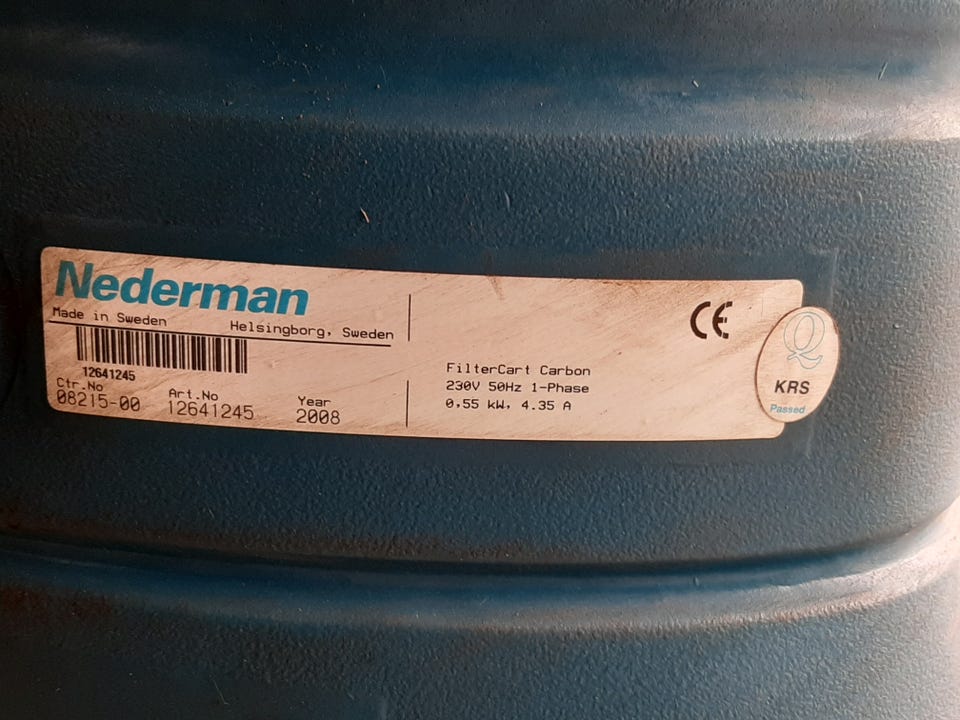 Nederman
Made in Sweden
Helsingborg, Sweden
12641245
Ctr.No
08215-00
Art.No
12641245
Year
2008
FilterCart Carbon
230V 50Hz 1-Phase
0,55 kW, 4.35 A
CE
Q
KRS
Passed